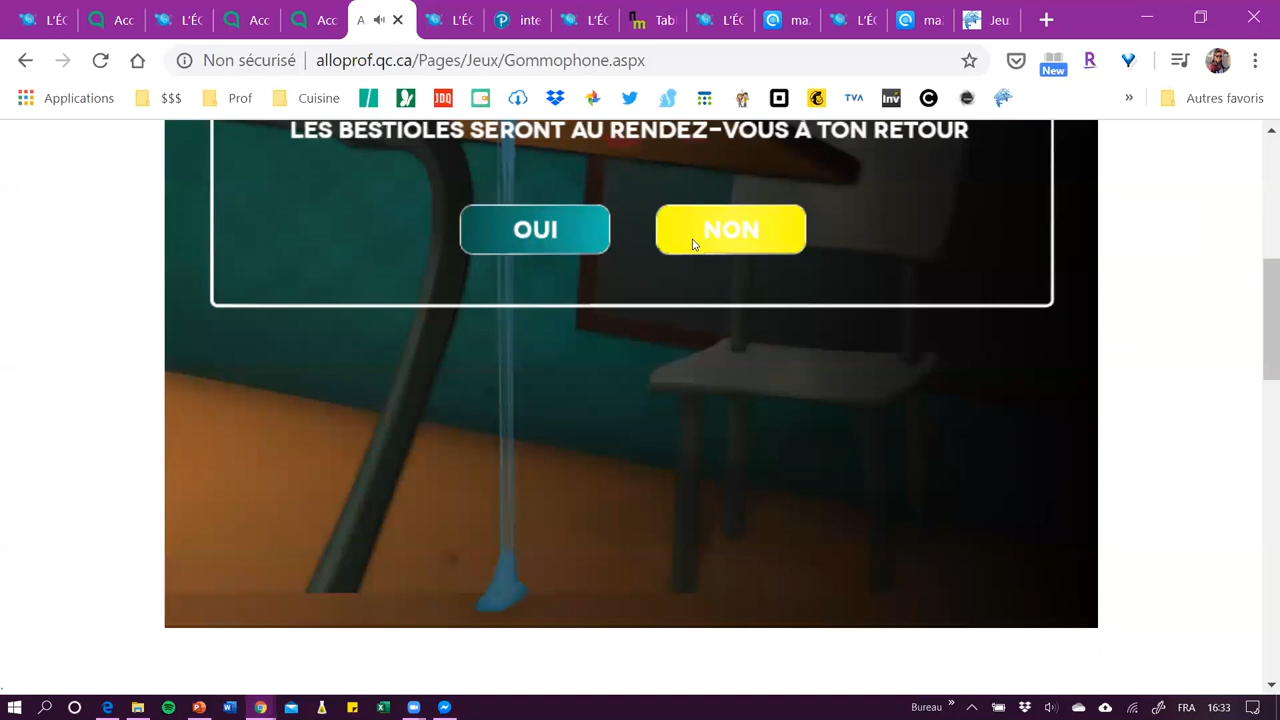 L'ÉC
Acc
L'ÉC
Acc
Acc
A
L'ÉC
inte
L'ÉC
Tabl
L'ÉC
ma.
L'ÉC
ma
Jeu
Non sécurisé
alloprof.qc.ca/Pages/Jeux/Gommophone.aspx
New
Applications
$$$
Prof
Cuisine
JDQ
TVA
Inv
»
Autres favoris
LES BESTIOLES SERONT AU RENDEZ-VOUS À TON RETOUR
OUI
NON
Bureau
»
FRA
16:33